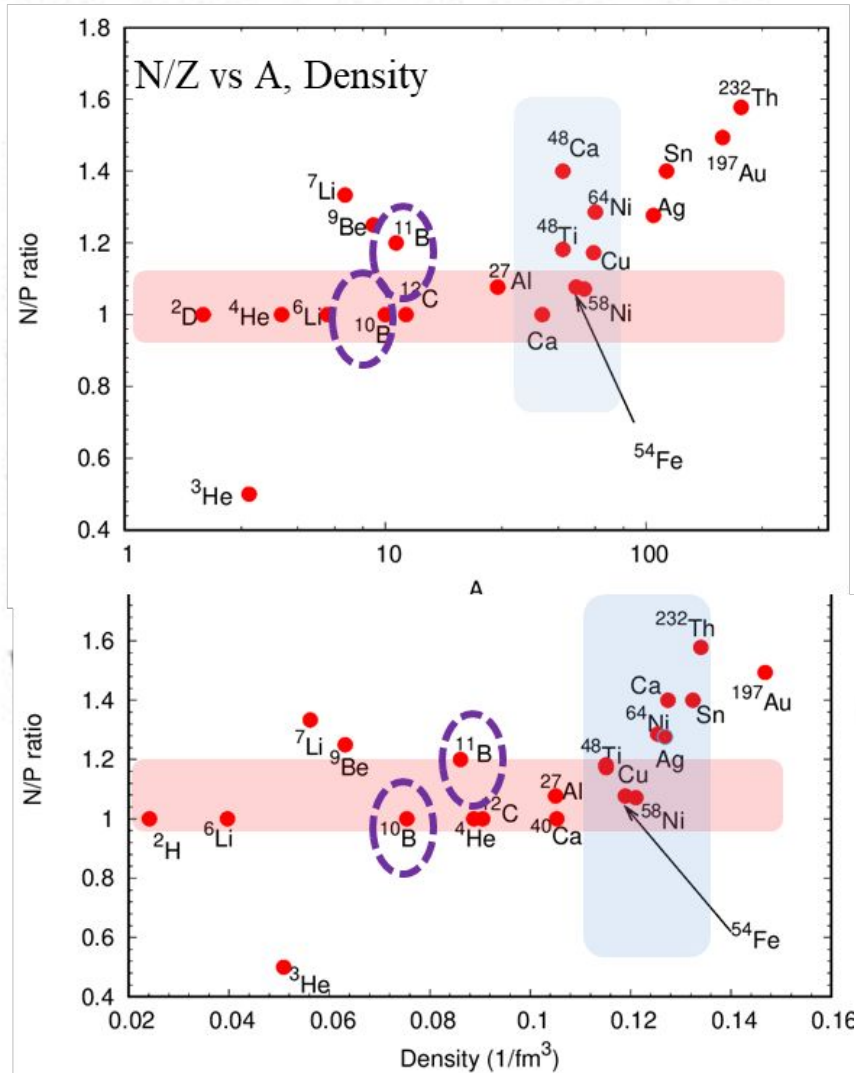 1.8
N/Z vs A, Density
1.6
²³²Th
⁴⁸Ca
Sn
1.4
¹⁹⁷Au
⁷Li
⁶⁴Ni
Ag
⁹Be
¹¹B
⁴⁸Ti
1.2
Cu
N/P ratio
²⁷Al
¹²C
²D
⁴He
⁶Li
1
¹⁰B
⁵⁸Ni
Ca
0.8
⁵⁴Fe
0.6
³He
0.4
1
10
100
A
²³²Th
1.6
Ca
¹⁹⁷Au
1.4
Sn
⁷Li
⁶⁴Ni
⁹Be
¹¹B
⁴⁸Ti
Ag
1.2
N/P ratio
²⁷Al
Cu
¹²C
⁵⁸Ni
1
²H
⁶Li
¹⁰B
⁴He
⁴⁰Ca
0.8
⁵⁴Fe
0.6
³He
0.4
0.02
0.04
0.06
0.08
0.1
0.12
0.14
0.16
Density (1/fm³)